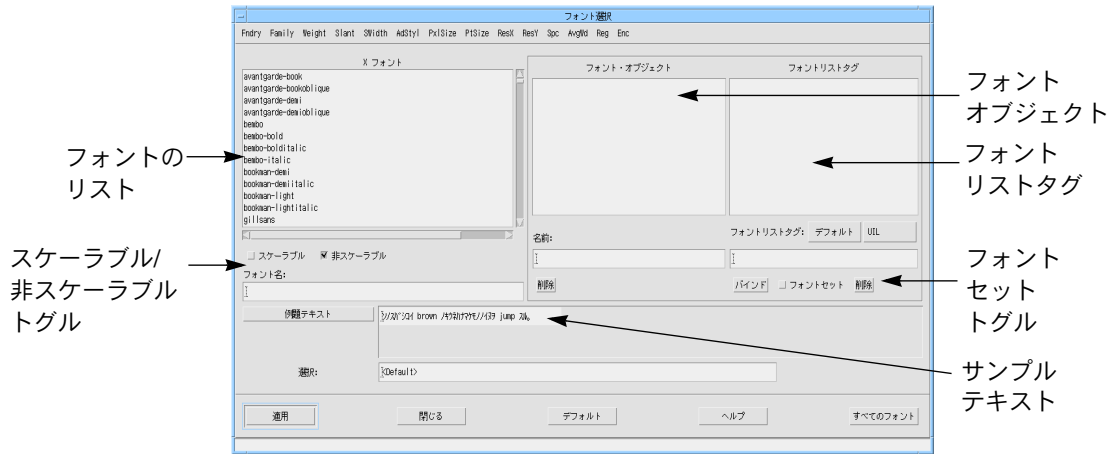 フォント選択
Fndry Family Weight Slant SWidth AdStyl PxlSize PtSize ResX ResY Spc AvgWd Reg Enc
X フォント
avantgarde-book
avantgarde-bookoblique
avantgarde-demi
avantgarde-demioblique
bembo
bembo-bold
bembo-bolditalic
bembo-italic
bookman-demi
bookman-demiitalic
bookman-light
bookman-lightitalic
gillsans
フォント・オブジェクト
フォントリストタグ
スケーラブル 非スケーラブル
フォント名:
名前:
削除
フォントリストタグ: デフォルト UIL
バインド フォントセット 削除
例題テキスト
brown jump
選択: <Default>
適用 閉じる デフォルト ヘルプ すべてのフォント
フォントの
リスト
スケーラブル/
非スケーラブル
トグル
フォント
オブジェクト
フォント
リストタグ
フォント
セット
トグル
サンプル
テキスト